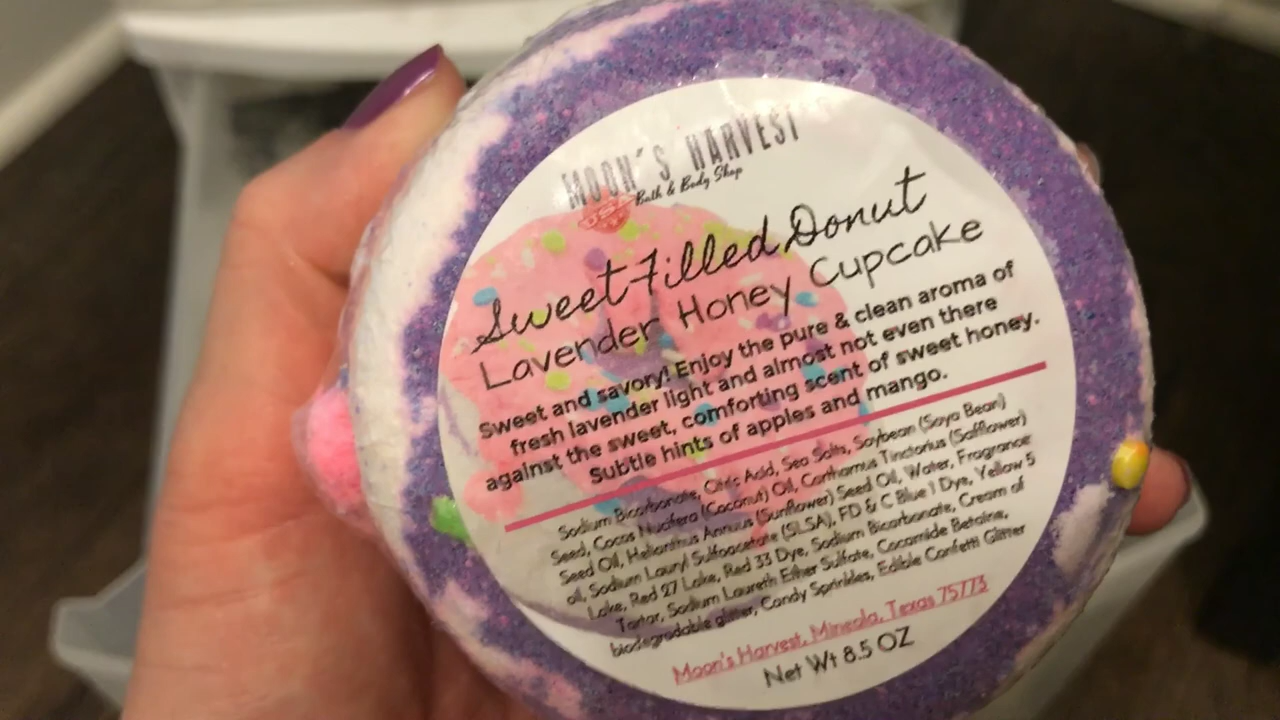 MOON'S HARVEST
Bath & Body Shop
Sweet Filled Donut
Lavender Honey Cupcake
Sweet and savory! Enjoy the pure & clean aroma of
fresh lavender light and almost not even there
against the sweet, comforting scent of sweet honey.
Subtle hints of apples and mango.
Sodium Bicarbonate, Citric Acid, Sea Salts, Soybean (Soya Bean)
Seed, Cocos Nucifera (Coconut) Oil, Carthamus Tinctorius (Safflower)
Seed Oil, Helianthus Annuus (Sunflower) Seed Oil, Water, Fragrance
oil, Sodium Lauryl Sulfoacetate (SLSA), FD & C Blue 1 Dye, Yellow 5
Lake, Red 27 Lake, Red 33 Dye, Sodium Bicarbonate, Cream of
Tartar, Sodium Laureth Ether Sulfate, Cocamide Betaine,
biodegradable glitter, Candy Sprinkles, Edible Confetti Glitter
Moon's Harvest, Mineola, Texas 75773
Net Wt 8.5 OZ